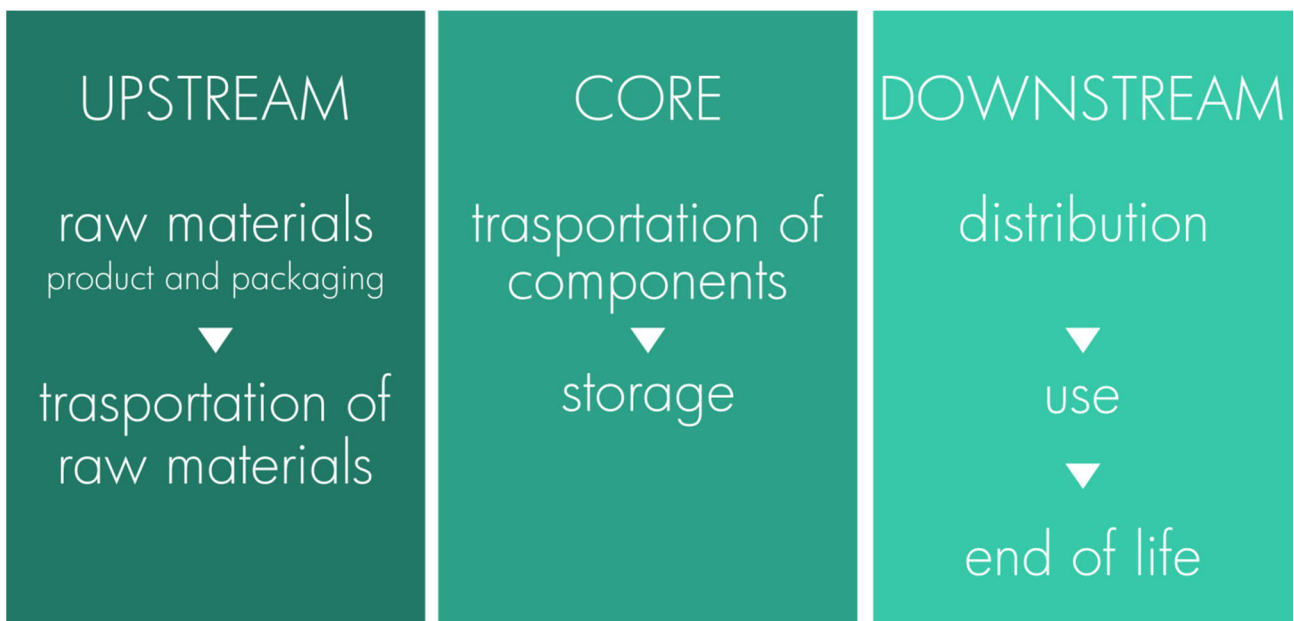 UPSTREAM
raw materials
product and packaging
trasportation of
raw materials
CORE
trasportation of
components
storage
DOWNSTREAM
distribution
use
end of life